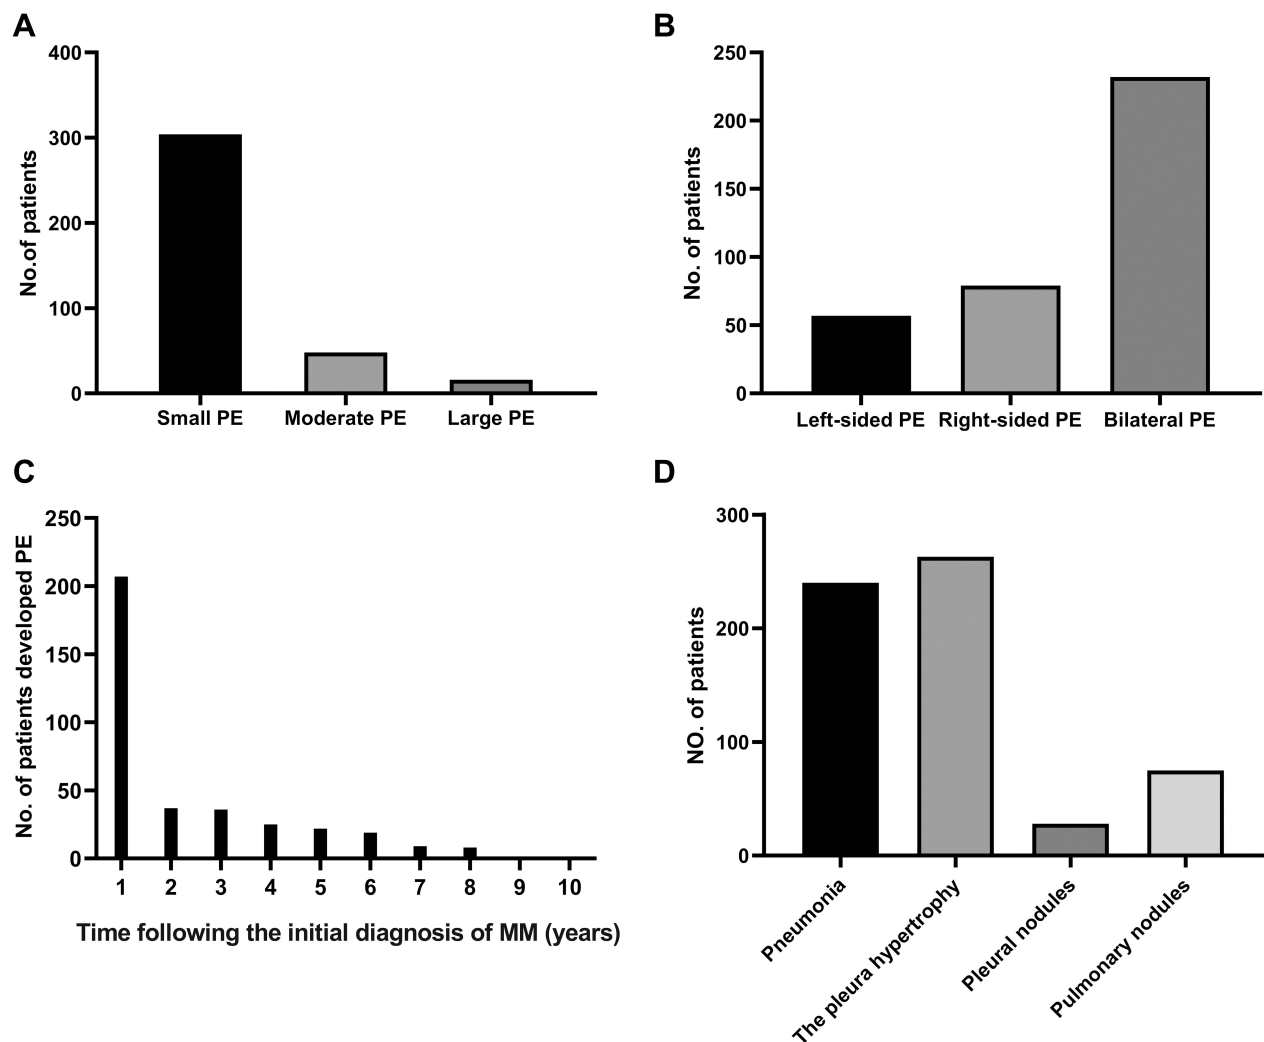 A
No.of patients
400
300
200
100
0
Small PE Moderate PE Large PE
B
No. of patients
250
200
150
100
50
0
Left-sided PE Right-sided PE Bilateral PE
C
No. of patients developed PE
250
200
150
100
50
0
1 2 3 4 5 6 7 8 9 10
Time following the initial diagnosis of MM (years)
D
NO. of patients
300
200
100
0
Pneumonia
The pleura hypertrophy
Pleural nodules
Pulmonary nodules